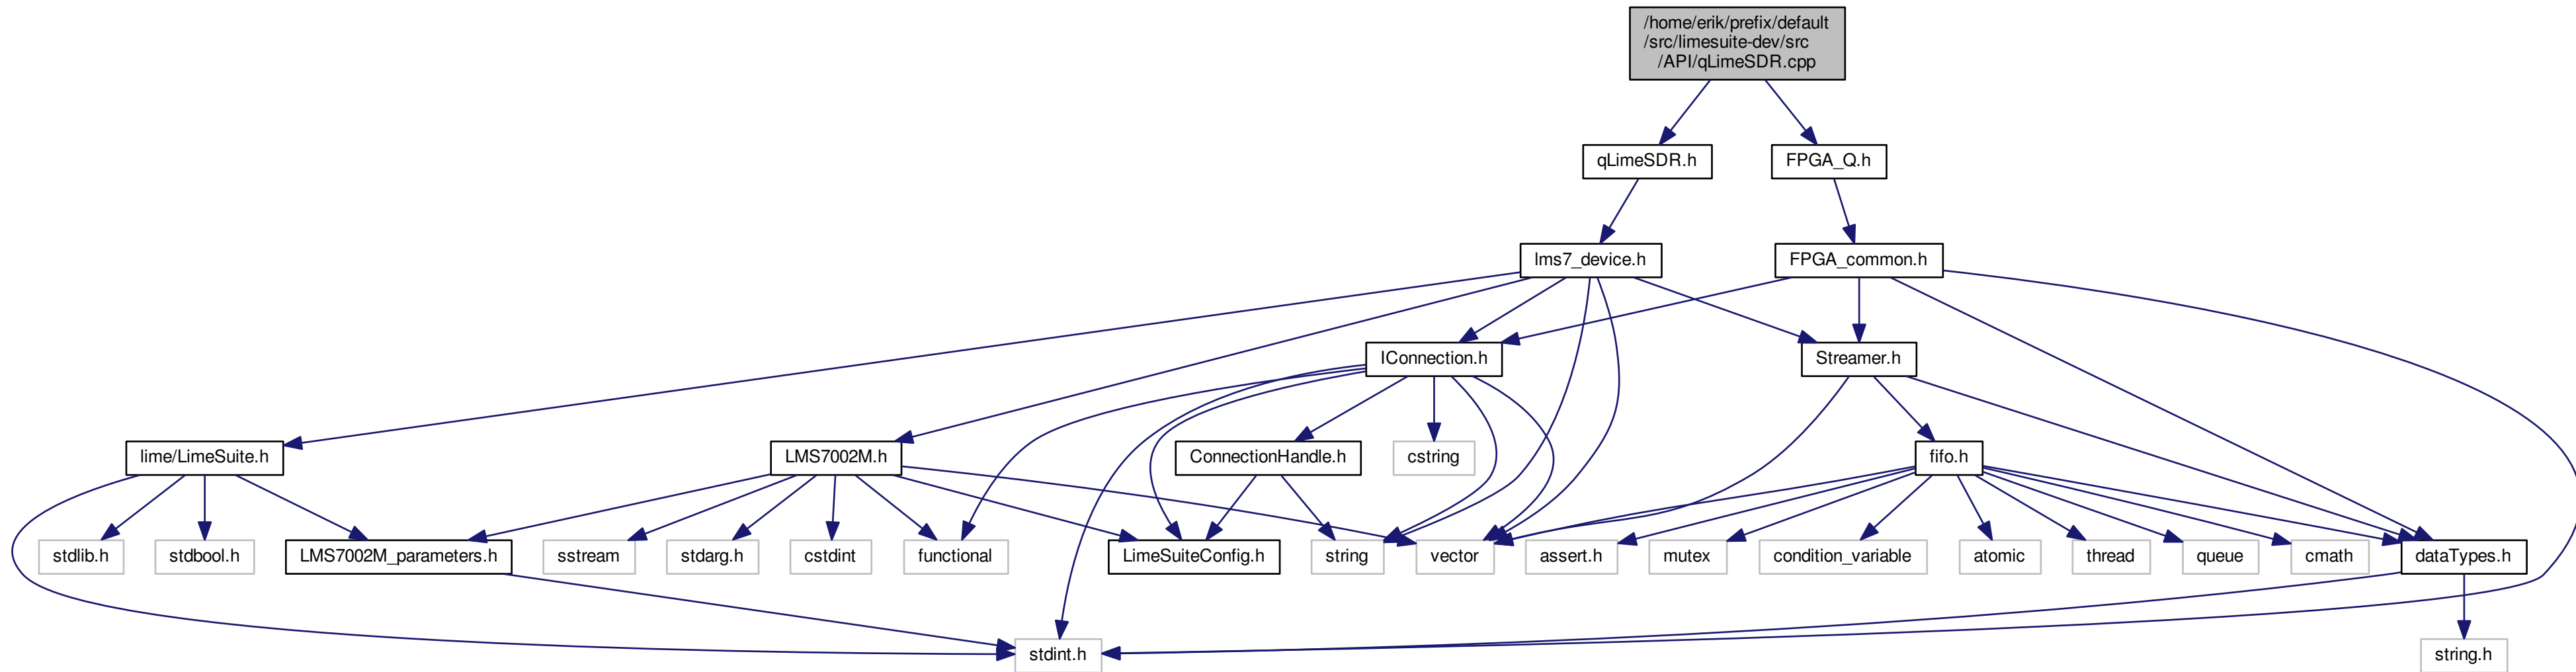 /home/erik/prefix/default
/src/limesuite-dev/src
/API/qLimeSDR.cpp
qLimeSDR.h
FPGA_Q.h
lms7_device.h
FPGA_common.h
IConnection.h
Streamer.h
lime/LimeSuite.h
LMS7002M.h
ConnectionHandle.h
cstring
fifo.h
stdlib.h
stdbool.h
LMS7002M_parameters.h
sstream
stdarg.h
cstdint
functional
LimeSuiteConfig.h
string
vector
assert.h
mutex
condition_variable
atomic
thread
queue
cmath
dataTypes.h
stdint.h
string.h